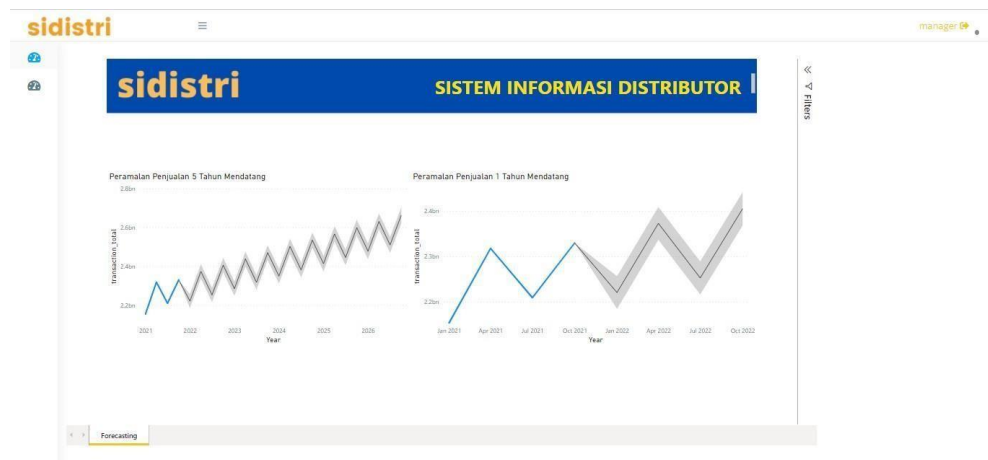 sidistri
manager
sidistri SISTEM INFORMASI DISTRIBUTOR
Filters
Peramalan Penjualan 5 Tahun Mendatang
2.8bn
2.6bn
2.4bn
2.2bn
transaction_total
2021 2022 2023 2024 2025 2026
Year
Peramalan Penjualan 1 Tahun Mendatang
2.4bn
2.3bn
2.2bn
transaction_total
Jan 2021 Apr 2021 Jul 2021 Oct 2021 Jan 2022 Apr 2022 Jul 2022 Oct 2022
Year
Forecasting